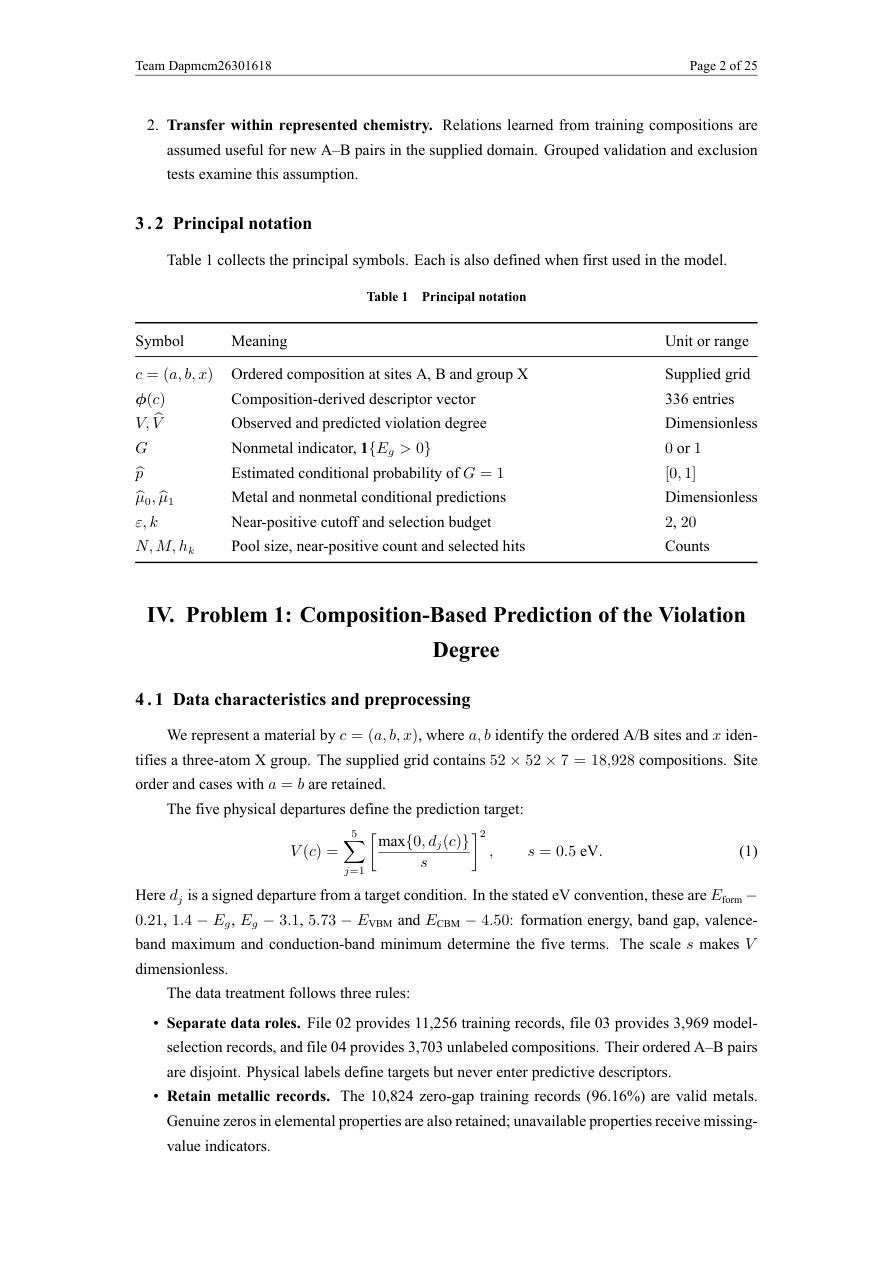 Team Dapmcm26301618 Page 2 of 25
2. Transfer within represented chemistry. Relations learned from training compositions are
assumed useful for new A–B pairs in the supplied domain. Grouped validation and exclusion
tests examine this assumption.
3.2 Principal notation
Table 1 collects the principal symbols. Each is also defined when first used in the model.
Table 1 Principal notation
Symbol Meaning Unit or range
c = (a, b, x) Ordered composition at sites A, B and group X Supplied grid
ϕ(c) Composition-derived descriptor vector 336 entries
V, V̂ Observed and predicted violation degree Dimensionless
G Nonmetal indicator, 1{E_g > 0} 0 or 1
p̂ Estimated conditional probability of G = 1 [0, 1]
μ̂₀, μ̂₁ Metal and nonmetal conditional predictions Dimensionless
ε, k Near-positive cutoff and selection budget 2, 20
N, M, h_k Pool size, near-positive count and selected hits Counts
IV. Problem 1: Composition-Based Prediction of the Violation
Degree
4.1 Data characteristics and preprocessing
We represent a material by c = (a, b, x), where a, b identify the ordered A/B sites and x iden-
tifies a three-atom X group. The supplied grid contains 52 × 52 × 7 = 18,928 compositions. Site
order and cases with a = b are retained.
The five physical departures define the prediction target:
V(c) = ∑_{j=1}^{5} [max{0, d_j(c)} / s]², s = 0.5 eV. (1)
Here d_j is a signed departure from a target condition. In the stated eV convention, these are E_form −
0.21, 1.4 − E_g, E_g − 3.1, 5.73 − E_VBM and E_CBM − 4.50: formation energy, band gap, valence-
band maximum and conduction-band minimum determine the five terms. The scale s makes V
dimensionless.
The data treatment follows three rules:
• Separate data roles. File 02 provides 11,256 training records, file 03 provides 3,969 model-
selection records, and file 04 provides 3,703 unlabeled compositions. Their ordered A–B pairs
are disjoint. Physical labels define targets but never enter predictive descriptors.
• Retain metallic records. The 10,824 zero-gap training records (96.16%) are valid metals.
Genuine zeros in elemental properties are also retained; unavailable properties receive missing-
value indicators.